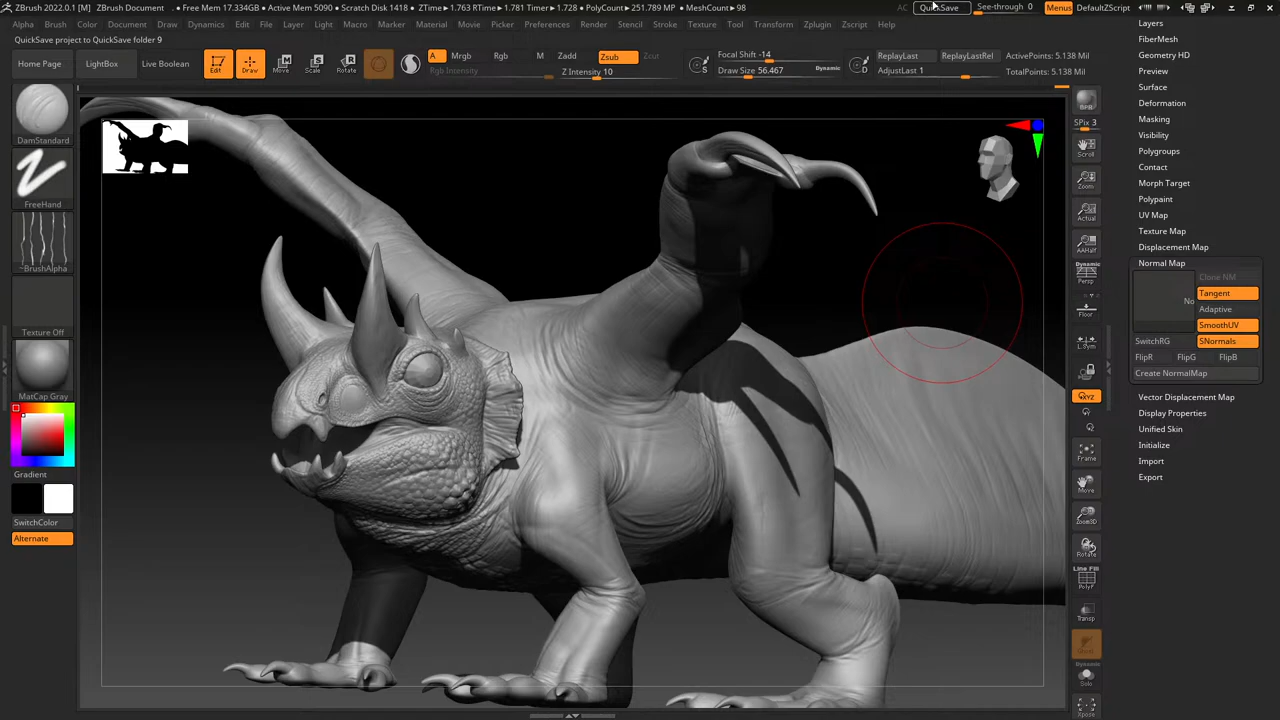 ZBrush 2022.0.1 [M] ZBrush Document . • Free Mem 17.334GB • Active Mem 5090 • Scratch Disk 1418 • ZTime▸1.763 RTime▸1.781 Timer▸1.728 • PolyCount▸251.789 MP • MeshCount▸98 AC QuickSave See-through 0 Menus DefaultZScript
Alpha Brush Color Document Draw Dynamics Edit File Layer Light Macro Marker Material Movie Picker Preferences Render Stencil Stroke Texture Tool Transform Zplugin Zscript Help
QuickSave project to QuickSave folder 9
Home Page LightBox Live Boolean Edit Draw Move Scale Rotate A Mrgb Rgb M Zadd Zsub Zcut
Rgb Intensity Z Intensity 10
Focal Shift -14
Draw Size 56.467 Dynamic
S D
ReplayLast ReplayLastRel ActivePoints: 5.138 Mil
AdjustLast 1 TotalPoints: 5.138 Mil
DamStandard
FreeHand
~BrushAlpha
Texture Off
MatCap Gray
Gradient
SwitchColor
Alternate
BPR
SPix 3
Scroll
Zoom
Actual
AAHalf
Dynamic
Persp
Floor
L.Sym
XYZ
Frame
Move
Zoom3D
Rotate
Line Fill
PolyF
Transp
Dynamic
Solo
Xpose
Layers
FiberMesh
Geometry HD
Preview
Surface
Deformation
Masking
Visibility
Polygroups
Contact
Morph Target
Polypaint
UV Map
Texture Map
Displacement Map
Normal Map
Clone NM
Tangent
No
Adaptive
SmoothUV
SwitchRG SNormals
FlipR FlipG FlipB
Create NormalMap
Vector Displacement Map
Display Properties
Unified Skin
Initialize
Import
Export